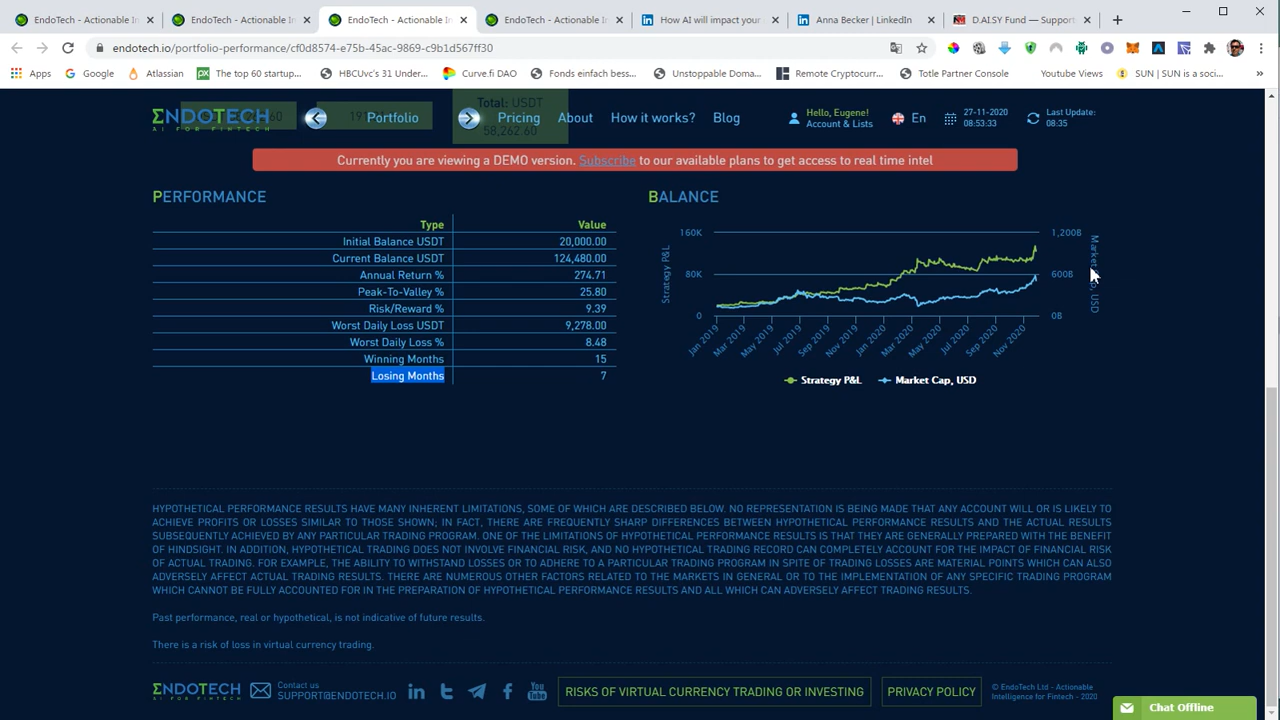 EndoTech - Actionable In
EndoTech - Actionable In
EndoTech - Actionable In
EndoTech - Actionable In
How AI will impact your
Anna Becker | LinkedIn
D.AI.SY Fund — Support
endotech.io/portfolio-performance/cf0d8574-e75b-45ac-9869-c9b1d567ff30
Apps
Google
Atlassian
The top 60 startup...
HBCUvc's 31 Under...
Curve.fi DAO
Fonds einfach bess...
Unstoppable Doma...
Remote Cryptocurr...
Totle Partner Console
Youtube Views
SUN | SUN is a soci...
ENDOTECH
AI FOR FINTECH
Portfolio
Total: USDT
58,262.60
Pricing
About
How it works?
Blog
Hello, Eugene!
Account & Lists
En
27-11-2020
08:53:33
Last Update:
08:35
Currently you are viewing a DEMO version. Subscribe to our available plans to get access to real time intel
PERFORMANCE
Type Value
Initial Balance USDT 20,000.00
Current Balance USDT 124,480.00
Annual Return % 274.71
Peak-To-Valley % 25.80
Risk/Reward % 9.39
Worst Daily Loss USDT 9,278.00
Worst Daily Loss % 8.48
Winning Months 15
Losing Months 7
BALANCE
160K
80K
0
Strategy P&L
1,200B
600B
0B
Jan 2019
Mar 2019
May 2019
Jul 2019
Sep 2019
Nov 2019
Jan 2020
Mar 2020
May 2020
Jul 2020
Sep 2020
Nov 2020
Strategy P&L
Market Cap, USD
HYPOTHETICAL PERFORMANCE RESULTS HAVE MANY INHERENT LIMITATIONS, SOME OF WHICH ARE DESCRIBED BELOW. NO REPRESENTATION IS BEING MADE THAT ANY ACCOUNT WILL OR IS LIKELY TO
ACHIEVE PROFITS OR LOSSES SIMILAR TO THOSE SHOWN; IN FACT, THERE ARE FREQUENTLY SHARP DIFFERENCES BETWEEN HYPOTHETICAL PERFORMANCE RESULTS AND THE ACTUAL RESULTS
SUBSEQUENTLY ACHIEVED BY ANY PARTICULAR TRADING PROGRAM. ONE OF THE LIMITATIONS OF HYPOTHETICAL PERFORMANCE RESULTS IS THAT THEY ARE GENERALLY PREPARED WITH THE BENEFIT
OF HINDSIGHT. IN ADDITION, HYPOTHETICAL TRADING DOES NOT INVOLVE FINANCIAL RISK, AND NO HYPOTHETICAL TRADING RECORD CAN COMPLETELY ACCOUNT FOR THE IMPACT OF FINANCIAL RISK
OF ACTUAL TRADING. FOR EXAMPLE, THE ABILITY TO WITHSTAND LOSSES OR TO ADHERE TO A PARTICULAR TRADING PROGRAM IN SPITE OF TRADING LOSSES ARE MATERIAL POINTS WHICH CAN ALSO
ADVERSELY AFFECT ACTUAL TRADING RESULTS. THERE ARE NUMEROUS OTHER FACTORS RELATED TO THE MARKETS IN GENERAL OR TO THE IMPLEMENTATION OF ANY SPECIFIC TRADING PROGRAM
WHICH CANNOT BE FULLY ACCOUNTED FOR IN THE PREPARATION OF HYPOTHETICAL PERFORMANCE RESULTS AND ALL WHICH CAN ADVERSELY AFFECT TRADING RESULTS.
Past performance, real or hypothetical, is not indicative of future results.
There is a risk of loss in virtual currency trading.
ENDOTECH
AI FOR FINTECH
Contact us
SUPPORT@ENDOTECH.IO
RISKS OF VIRTUAL CURRENCY TRADING OR INVESTING
PRIVACY POLICY
© EndoTech Ltd - Actionable
Intelligence for Fintech - 2020
Chat Offline